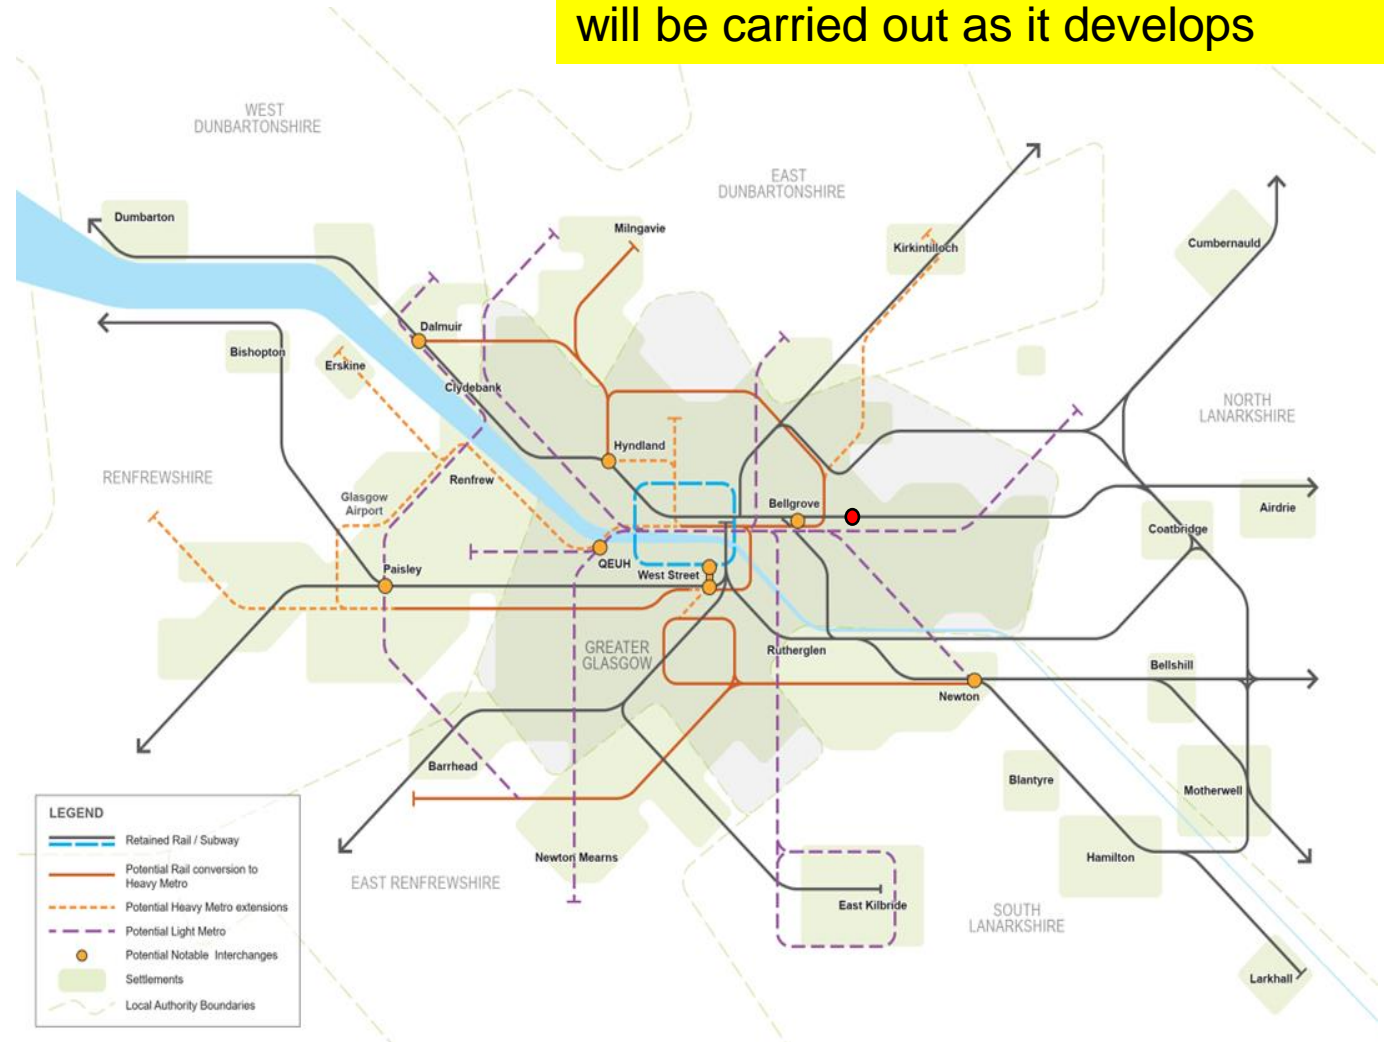 will be carried out as it develops
WEST
DUNBARTONSHIRE
EAST
DUNBARTONSHIRE
Dumbarton
Milngavie
Kirkintilloch
Cumbernauld
Dalmuir
Bishopton
Erskine
Clydebank
NORTH
LANARKSHIRE
Hyndland
RENFREWSHIRE
Renfrew
Glasgow
Airport
Bellgrove
Airdrie
Coatbridge
QEUH
Paisley
West Street
GREATER
GLASGOW
Rutherglen
Bellshill
Newton
Barrhead
Blantyre
Motherwell
Newton Mearns
Hamilton
EAST RENFREWSHIRE
East Kilbride
SOUTH
LANARKSHIRE
Larkhall
LEGEND
Retained Rail / Subway
Potential Rail conversion to
Heavy Metro
Potential Heavy Metro extensions
Potential Light Metro
Potential Notable Interchanges
Settlements
Local Authority Boundaries